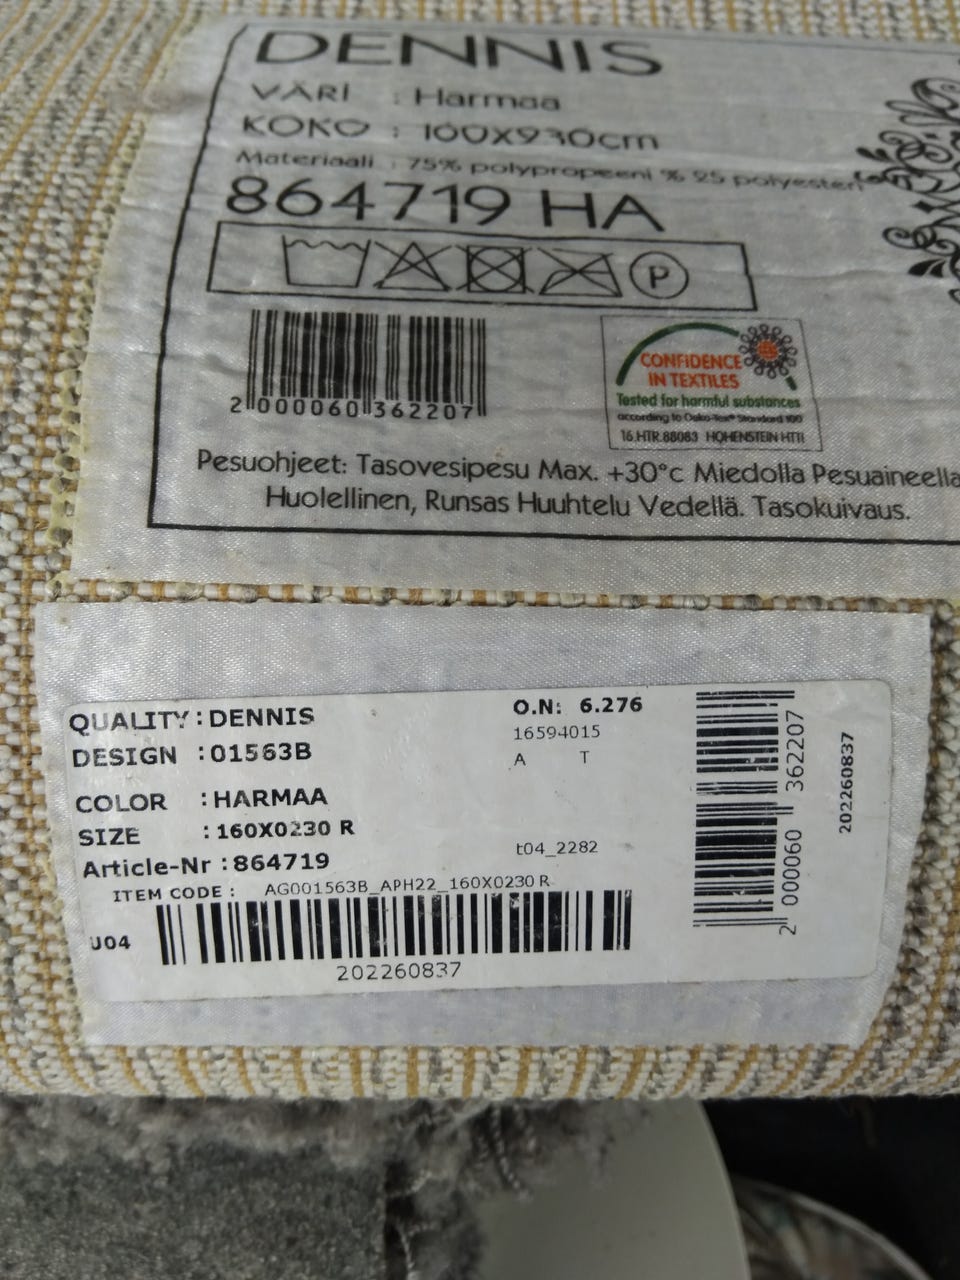 DENNIS
VÄRI : Harmaa
KOKO : 160X230cm
Materiaali : 75% polypropeeni % 25 polyesteri
864719 HA
P
2 000060 362207
CONFIDENCE
IN TEXTILES
Tested for harmful substances
according to Oeko-Tex® Standard 100
16.HTR.88083 HOHENSTEIN HTTI
Pesuohjeet: Tasovesipesu Max. +30°c Miedolla Pesuaineella
Huolellinen, Runsas Huuhtelu Vedellä. Tasokuivaus.
QUALITY : DENNIS
DESIGN : 01563B
COLOR : HARMAA
SIZE : 160X0230 R
Article-Nr : 864719
O.N: 6.276
16594015
A T
t04_2282
ITEM CODE : AG001563B_APH22_160X0230 R
U04
202260837
2 000060 362207
202260837